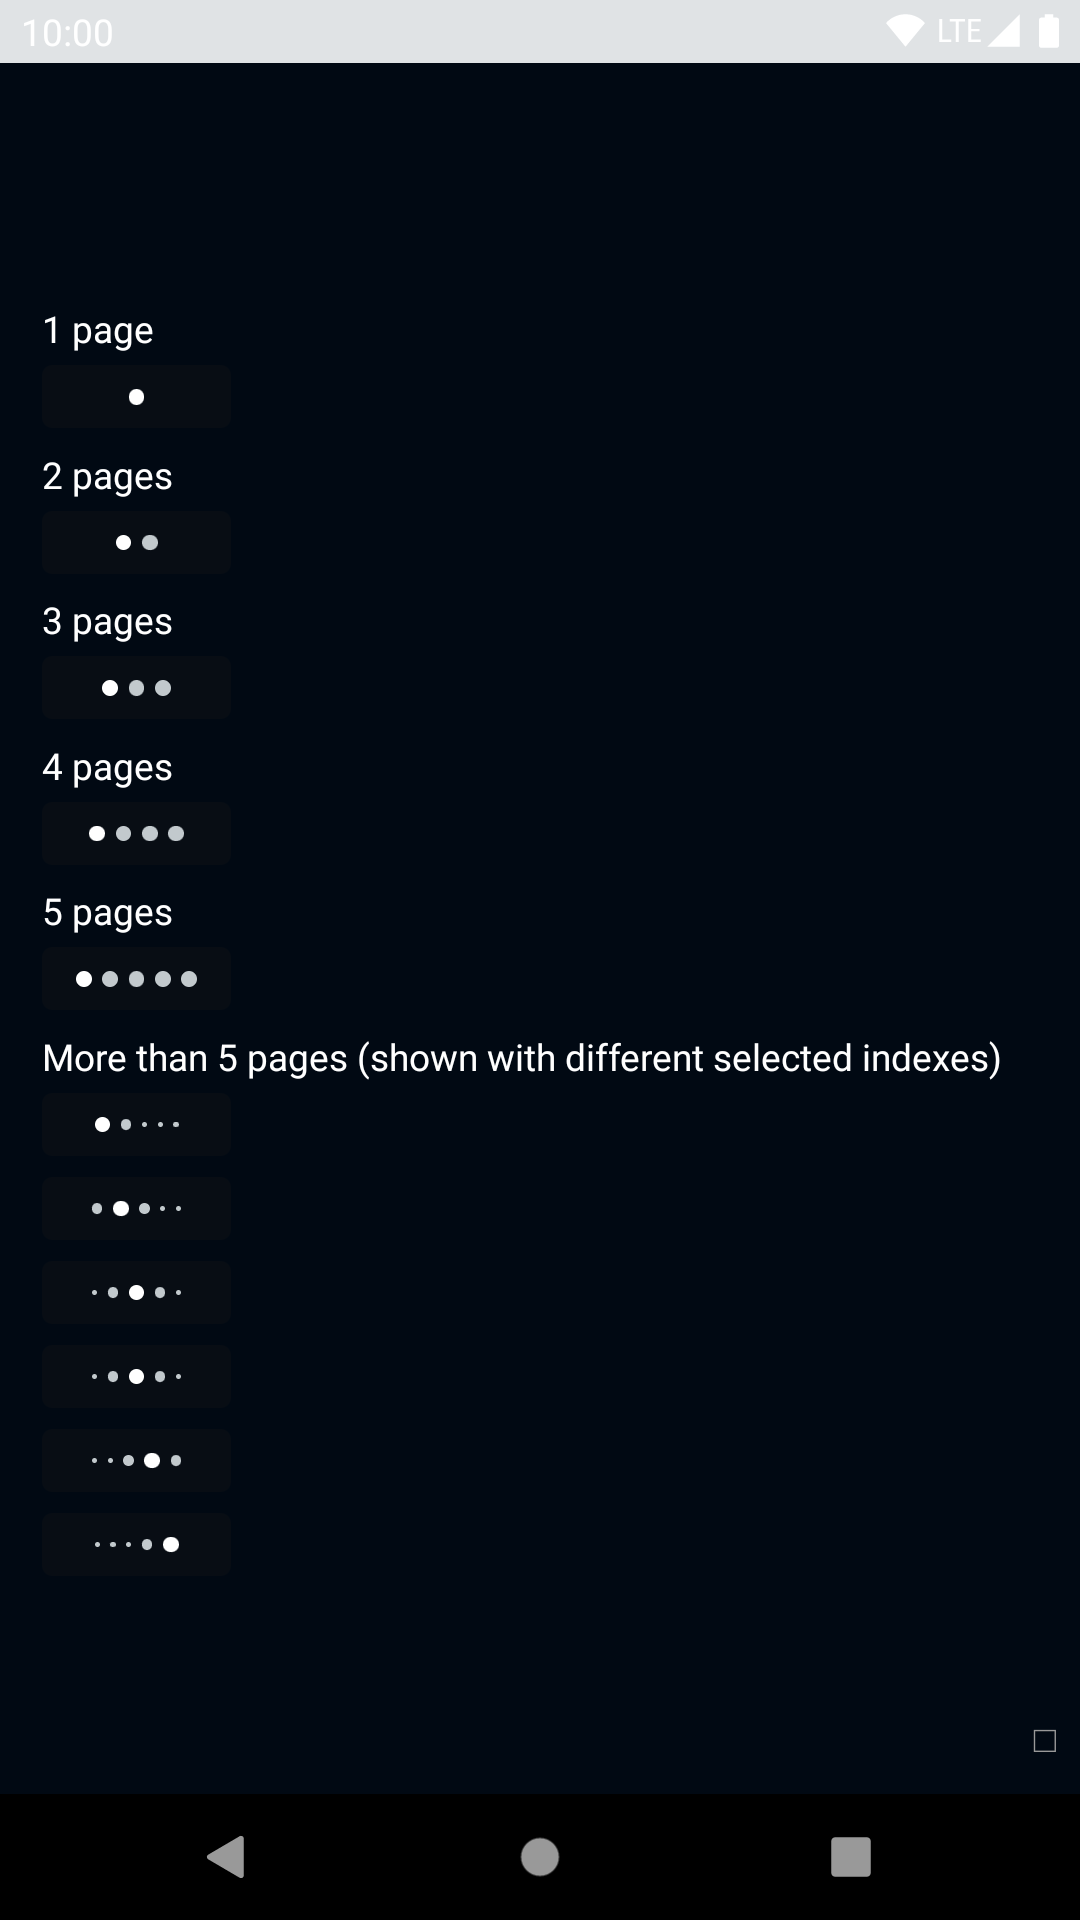 10:00
LTE
1 page
2 pages
3 pages
4 pages
5 pages
More than 5 pages (shown with different selected indexes)